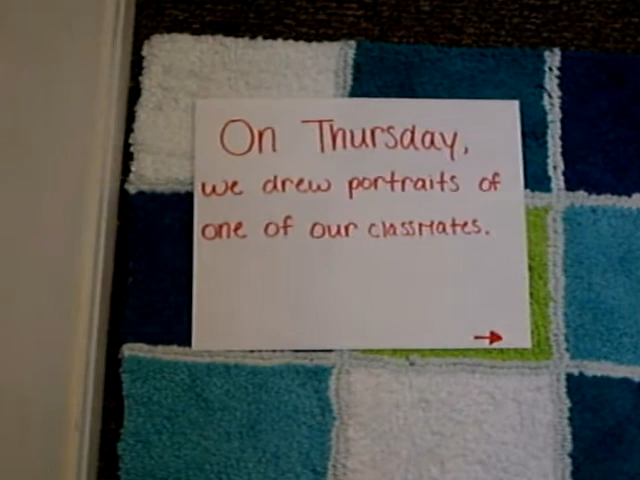 On Thursday,
we drew portraits of
one of our classmates.
→